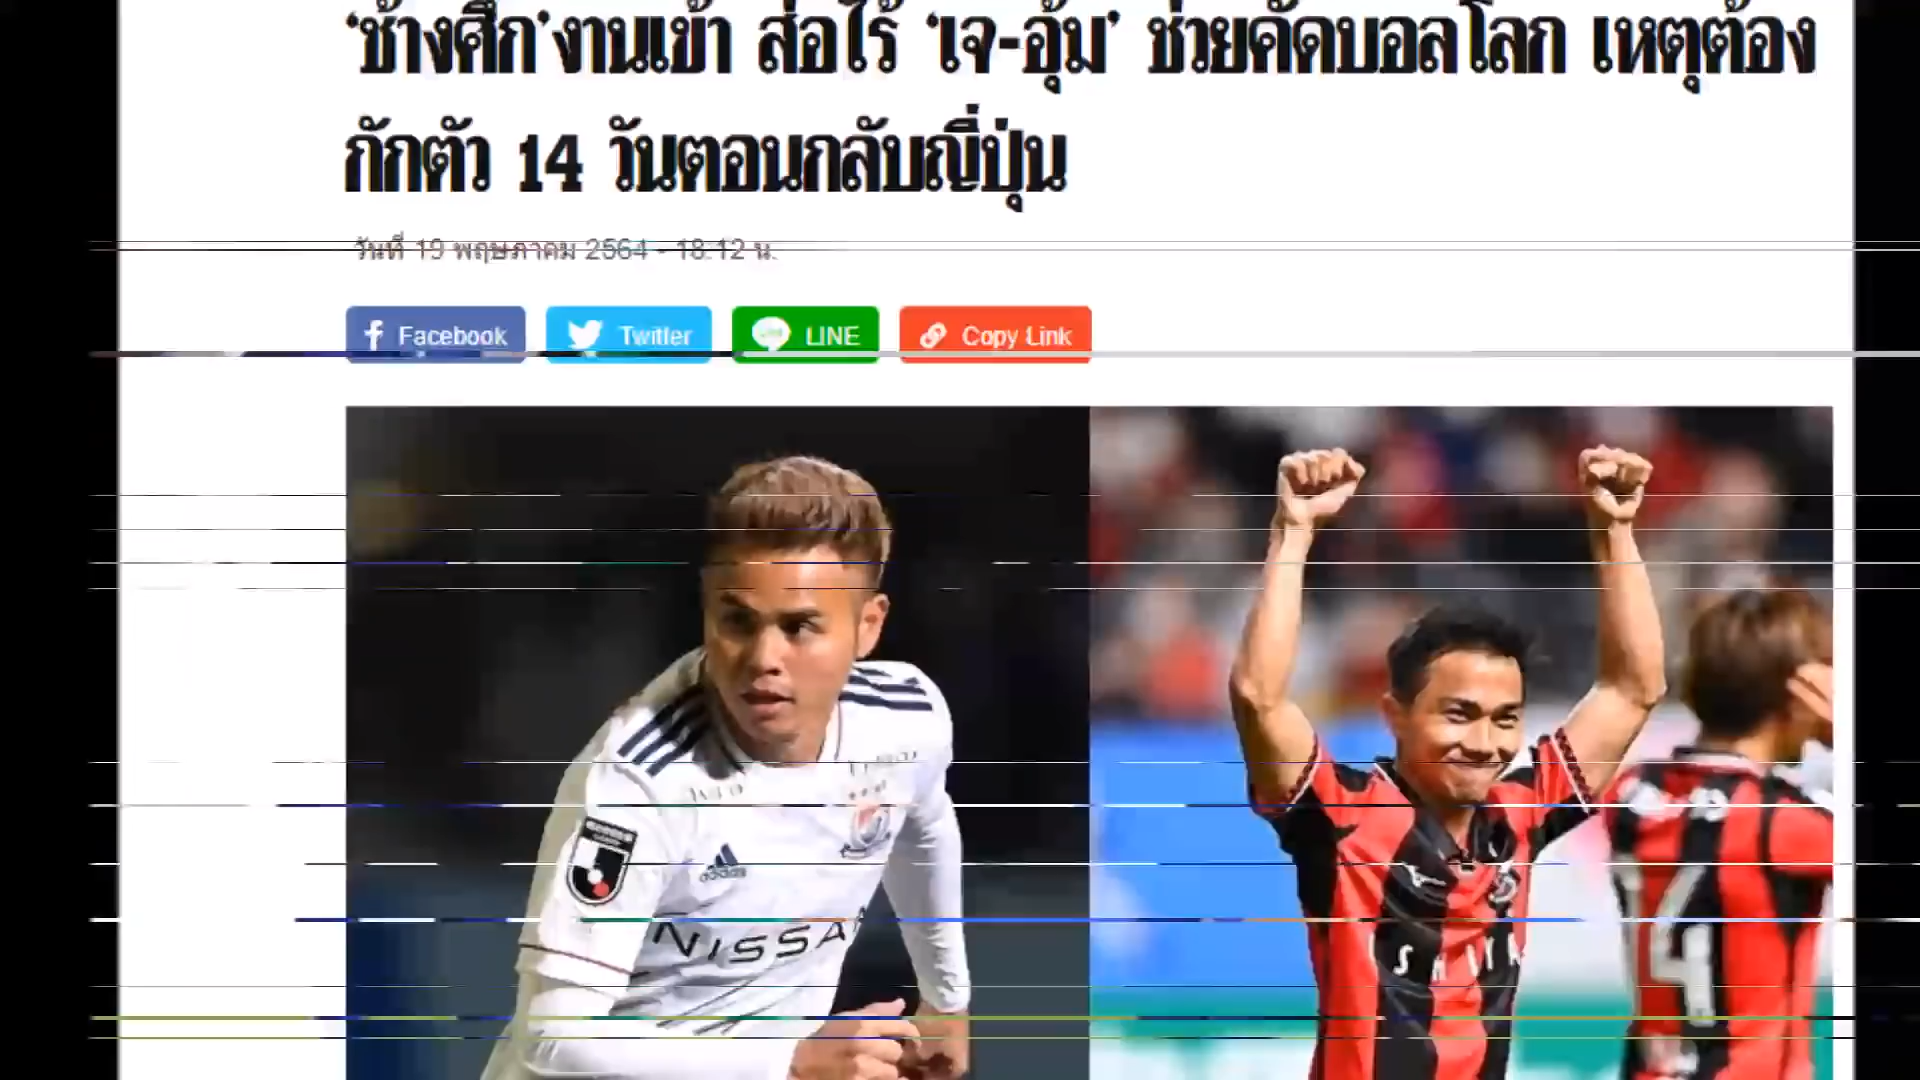 ‘ช้างศึก’งานเข้า ส่อไร้ ‘เจ-อุ้ม’ ช่วยคัดบอลโลก เหตุต้อง
กักตัว 14 วันตอนกลับญี่ปุ่น
วันที่ 19 พฤษภาคม 2564 - 18:12 น.
Facebook
Twitter
LINE
Copy Link
adidas
NISSA
14